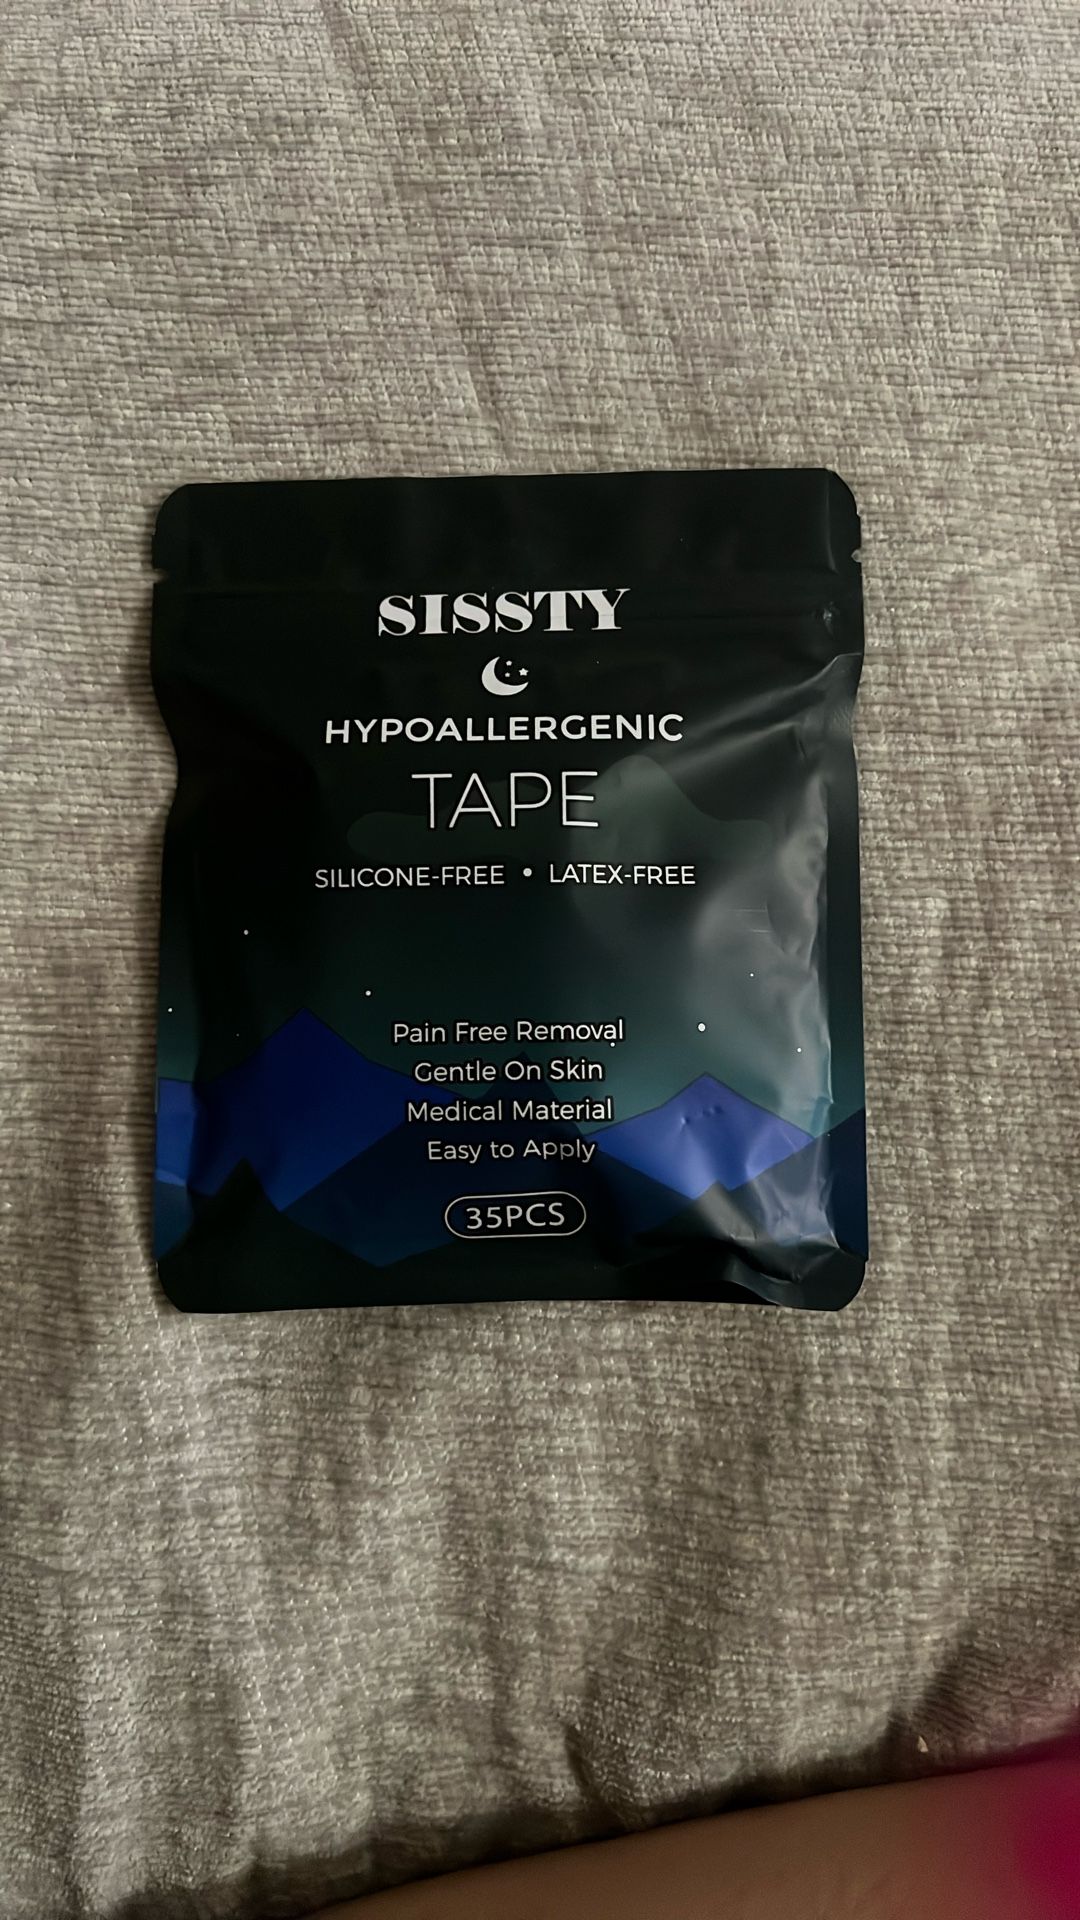 SISSTY
HYPOALLERGENIC
TAPE
SILICONE-FREE • LATEX-FREE
Pain Free Removal
Gentle On Skin
Medical Material
Easy to Apply
35PCS